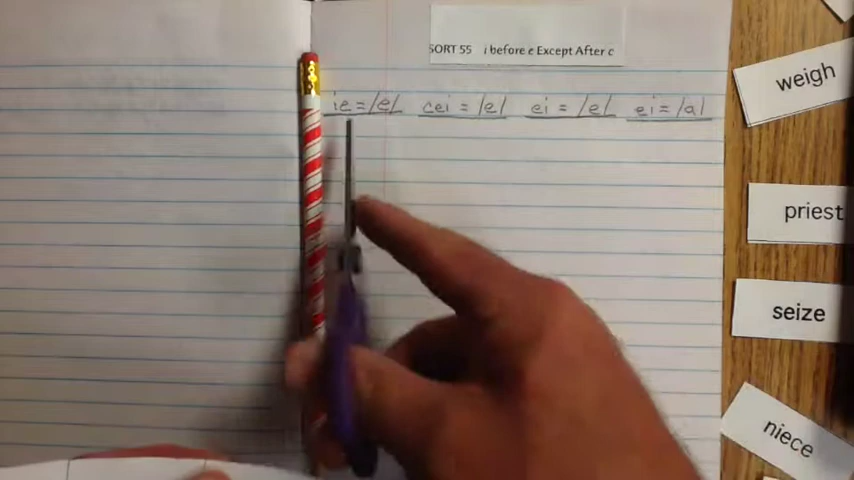 SORT 55 i before e Except After c
ie = /e/ cei = /e/ ei = /e/ ei = /a/
weigh
priest
seize
niece